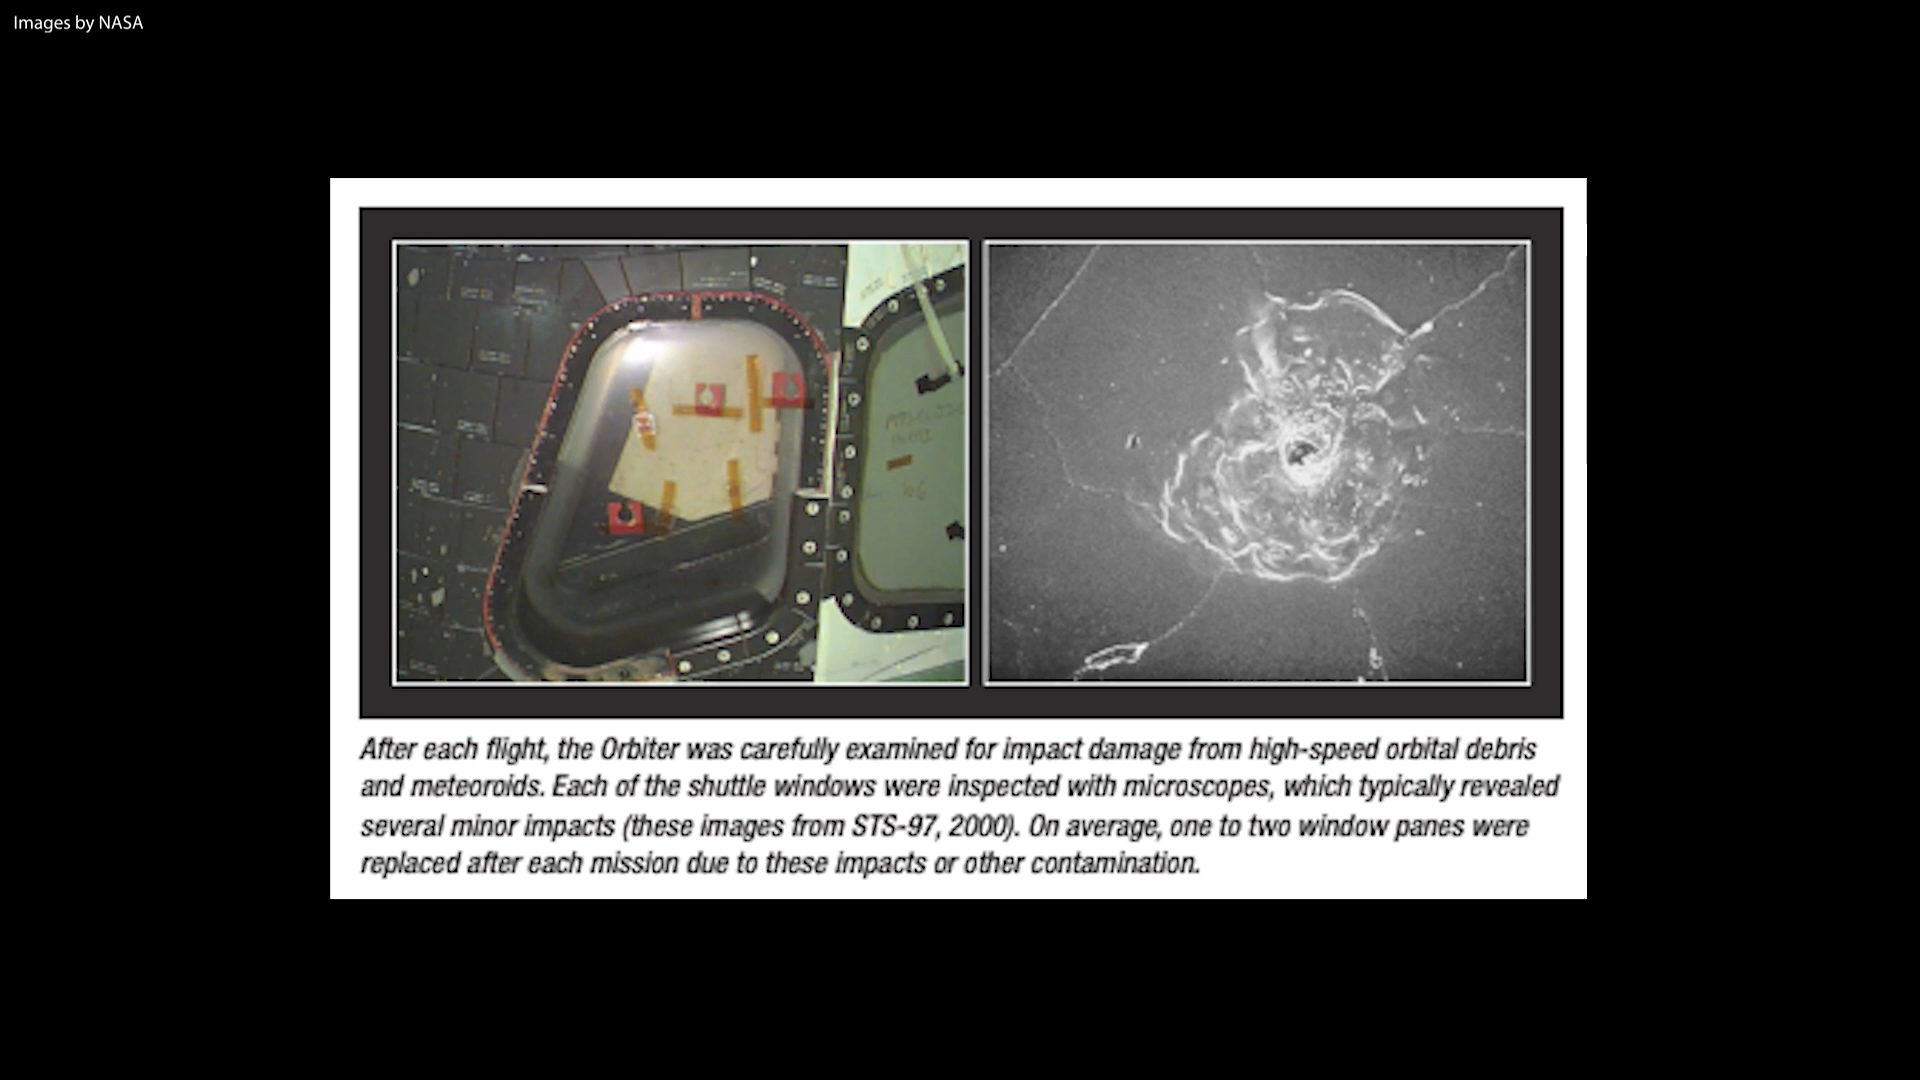 Images by NASA
After each flight, the Orbiter was carefully examined for impact damage from high-speed orbital debris
and meteoroids. Each of the shuttle windows were inspected with microscopes, which typically revealed
several minor impacts (these images from STS-97, 2000). On average, one to two window panes were
replaced after each mission due to these impacts or other contamination.